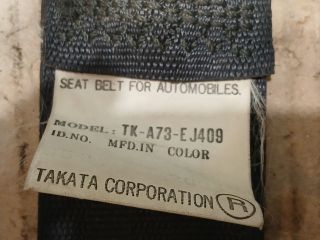 SEAT BELT FOR AUTOMOBILES.
MODEL: TK-A73-EJ409
ID.NO. MFD.IN COLOR
TAKATA CORPORATION R